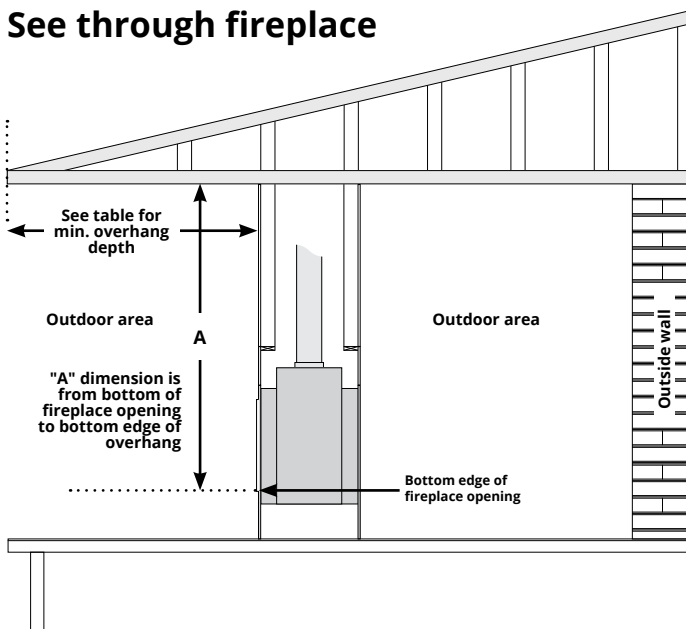 See through fireplace
See table for
min. overhang
depth
Outdoor area
Outdoor area
A
"A" dimension is
from bottom of
fireplace opening
to bottom edge of
overhang
Outside wall
Bottom edge of
fireplace opening